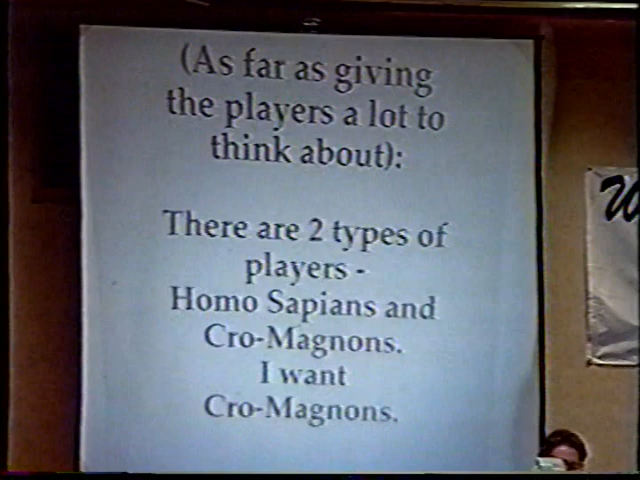 (As far as giving
the players a lot to
think about):
There are 2 types of
players -
Homo Sapians and
Cro-Magnons.
I want
Cro-Magnons.